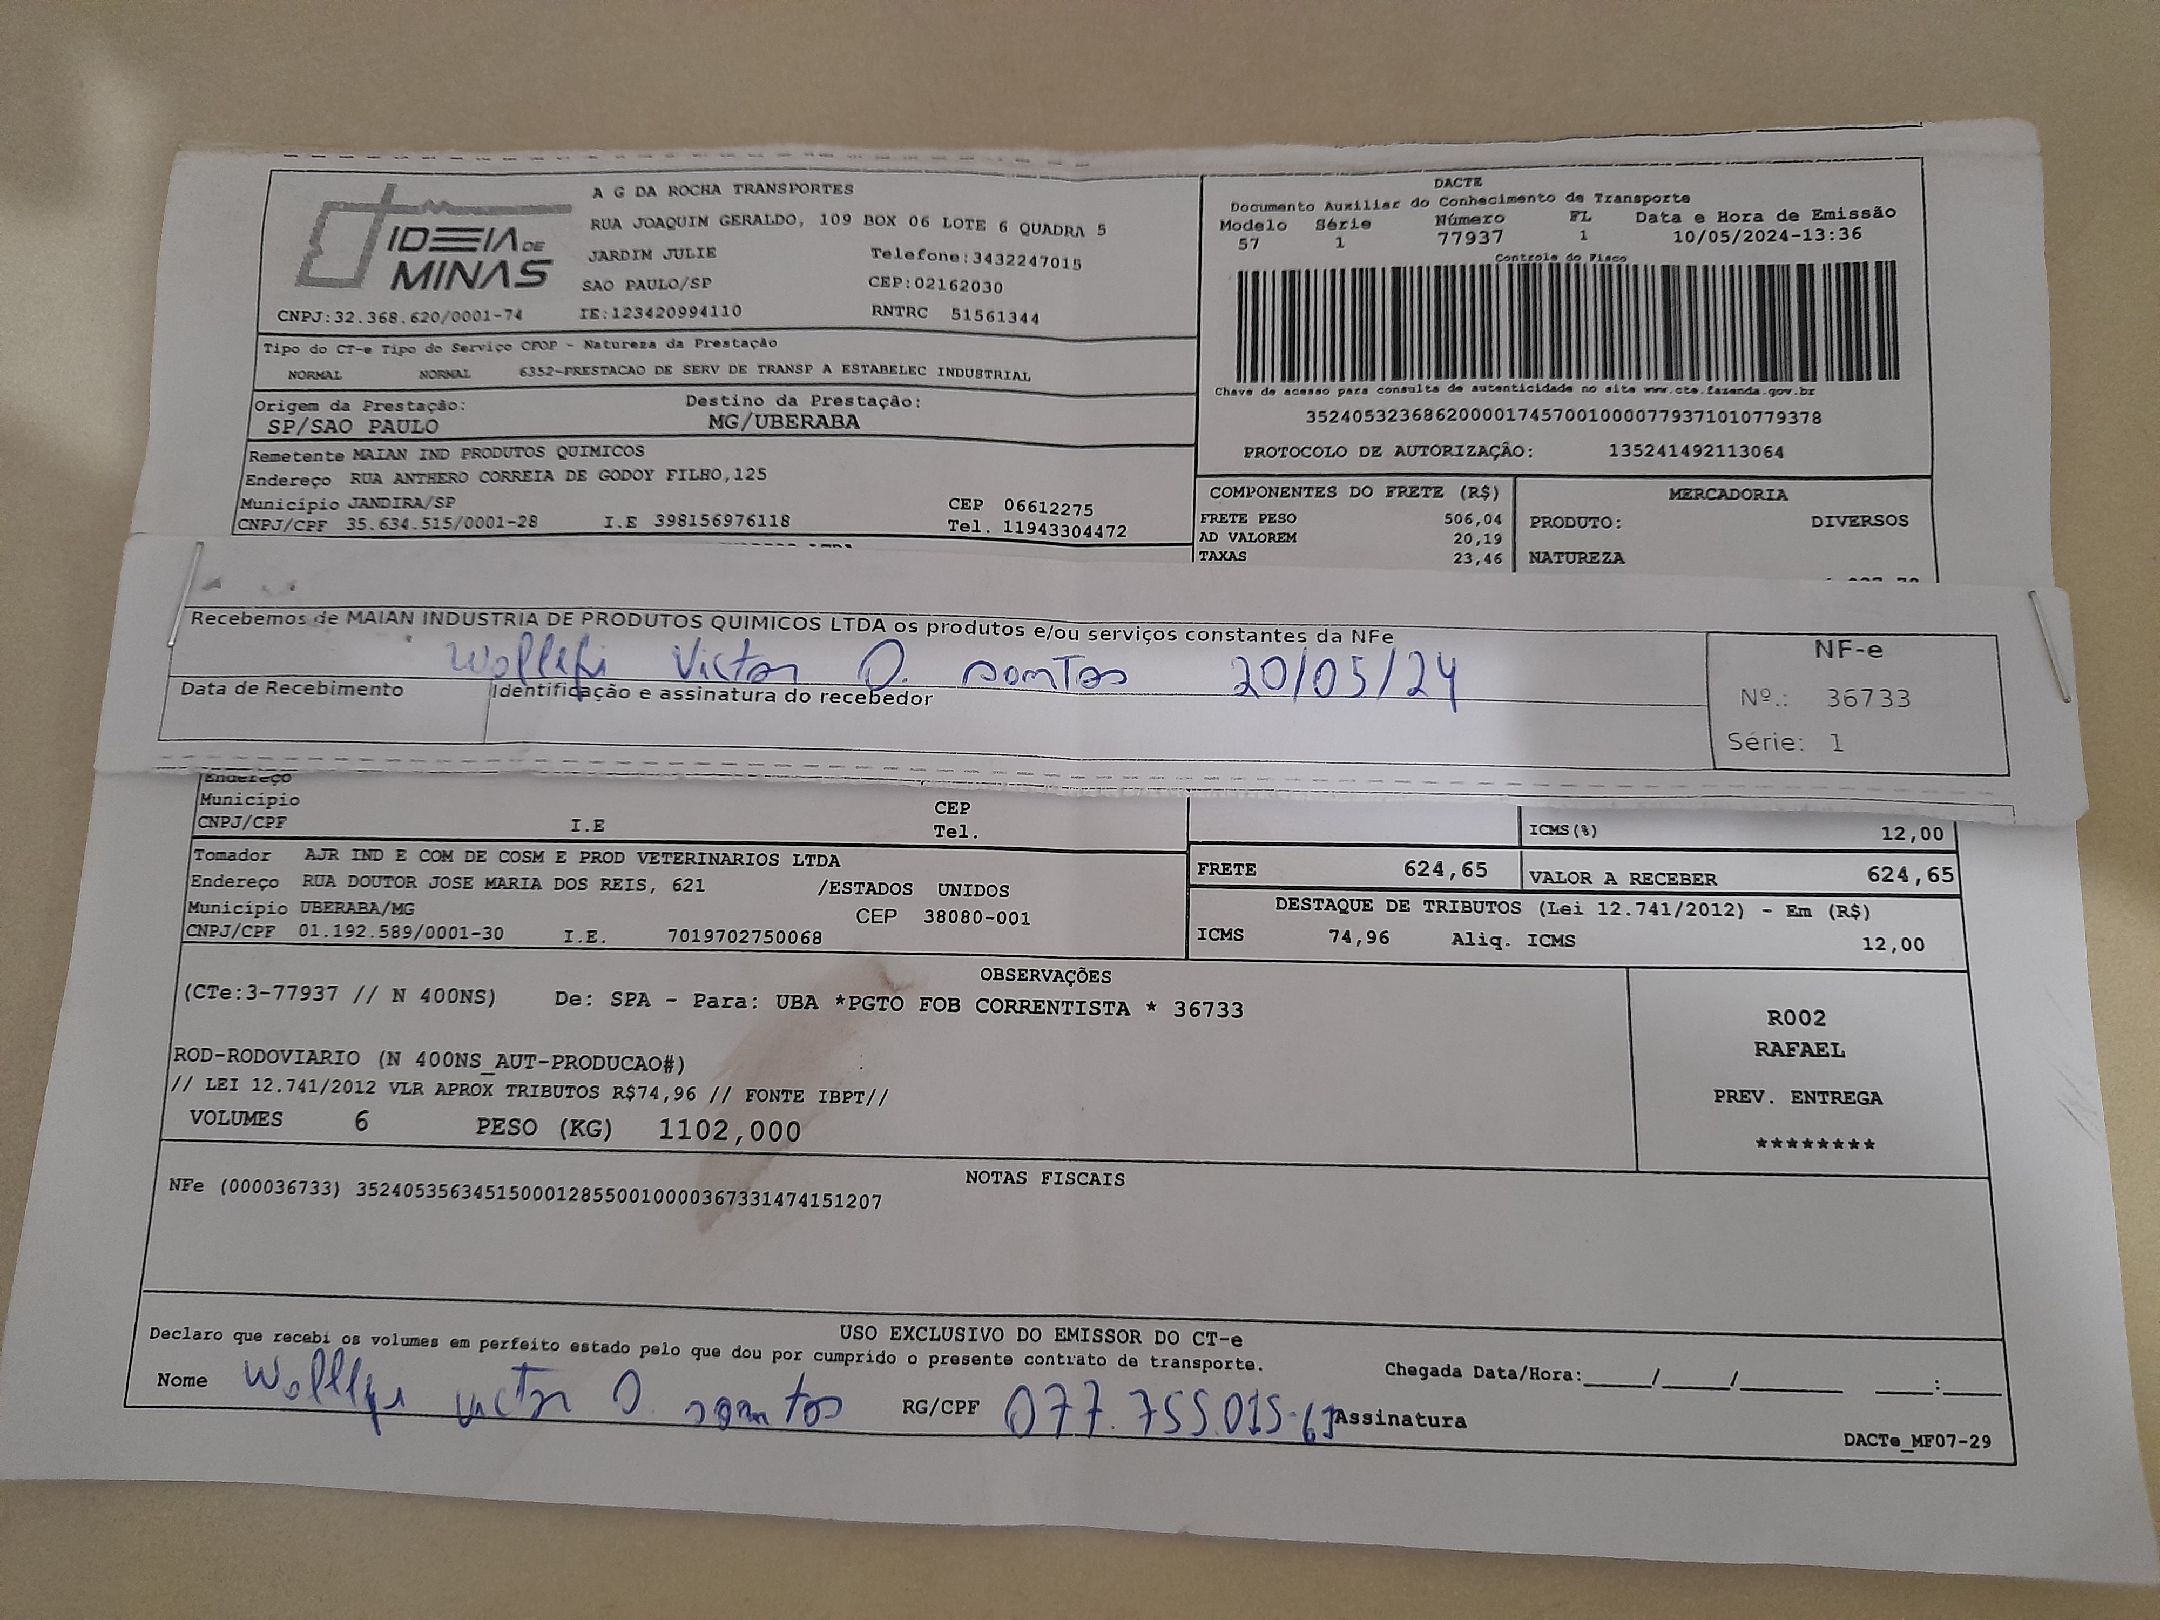 IDEIA DE MINAS
A G DA ROCHA TRANSPORTES
RUA JOAQUIM GERALDO, 109 BOX 06 LOTE 6 QUADRA 5
JARDIM JULIE Telefone:3432247015
SAO PAULO/SP CEP:02162030
CNPJ:32.368.620/0001-74 IE:123420994110 RNTRC 51561344
DACTE
Documento Auxiliar do Conhecimento de Transporte
Modelo Série Número FL Data e Hora de Emissão
57 1 77937 1 10/05/2024-13:36
Controle do Fisco
Chave de acesso para consulta de autenticidade no site www.cte.fazenda.gov.br
35240532368620000174570010000779371010779378
PROTOCOLO DE AUTORIZAÇÃO: 135241492113064
Tipo do CT-e Tipo do Serviço CFOP - Natureza da Prestação
NORMAL NORMAL 6352-PRESTACAO DE SERV DE TRANSP A ESTABELEC INDUSTRIAL
Origem da Prestação: Destino da Prestação:
SP/SAO PAULO MG/UBERABA
Remetente MAIAN IND PRODUTOS QUIMICOS
Endereço RUA ANTHERO CORREIA DE GODOY FILHO,125
Município JANDIRA/SP CEP 06612275
CNPJ/CPF 35.634.515/0001-28 I.E 398156976118 Tel. 11943304472
COMPONENTES DO FRETE (R$) MERCADORIA
FRETE PESO 506,04 PRODUTO: DIVERSOS
AD VALOREM 20,19
TAXAS 23,46 NATUREZA
Recebemos de MAIAN INDUSTRIA DE PRODUTOS QUIMICOS LTDA os produtos e/ou serviços constantes da NFe
Victor D. santos 20/05/24
Data de Recebimento Identificação e assinatura do recebedor
NF-e
Nº.: 36733
Série: 1
Endereço
Município CEP
CNPJ/CPF I.E Tel.
ICMS(%) 12,00
Tomador AJR IND E COM DE COSM E PROD VETERINARIOS LTDA
Endereço RUA DOUTOR JOSE MARIA DOS REIS, 621 /ESTADOS UNIDOS
Município UBERABA/MG CEP 38080-001
CNPJ/CPF 01.192.589/0001-30 I.E. 7019702750068
FRETE 624,65 VALOR A RECEBER 624,65
DESTAQUE DE TRIBUTOS (Lei 12.741/2012) - Em (R$)
ICMS 74,96 Aliq. ICMS 12,00
OBSERVAÇÕES
(CTe:3-77937 // N 400NS) De: SPA - Para: UBA *PGTO FOB CORRENTISTA * 36733
ROD-RODOVIARIO (N 400NS_AUT-PRODUCAO#)
// LEI 12.741/2012 VLR APROX TRIBUTOS R$74,96 // FONTE IBPT//
VOLUMES 6 PESO (KG) 1102,000
R002
RAFAEL
PREV. ENTREGA
********
NOTAS FISCAIS
NFe (000036733) 35240535634515000128550010000367331474151207
USO EXCLUSIVO DO EMISSOR DO CT-e
Declaro que recebi os volumes em perfeito estado pelo que dou por cumprido o presente contrato de transporte.
Chegada Data/Hora:____/____/______ ____:____
Nome victor D. santos RG/CPF 077.755.015-63 Assinatura
DACTe_MF07-29